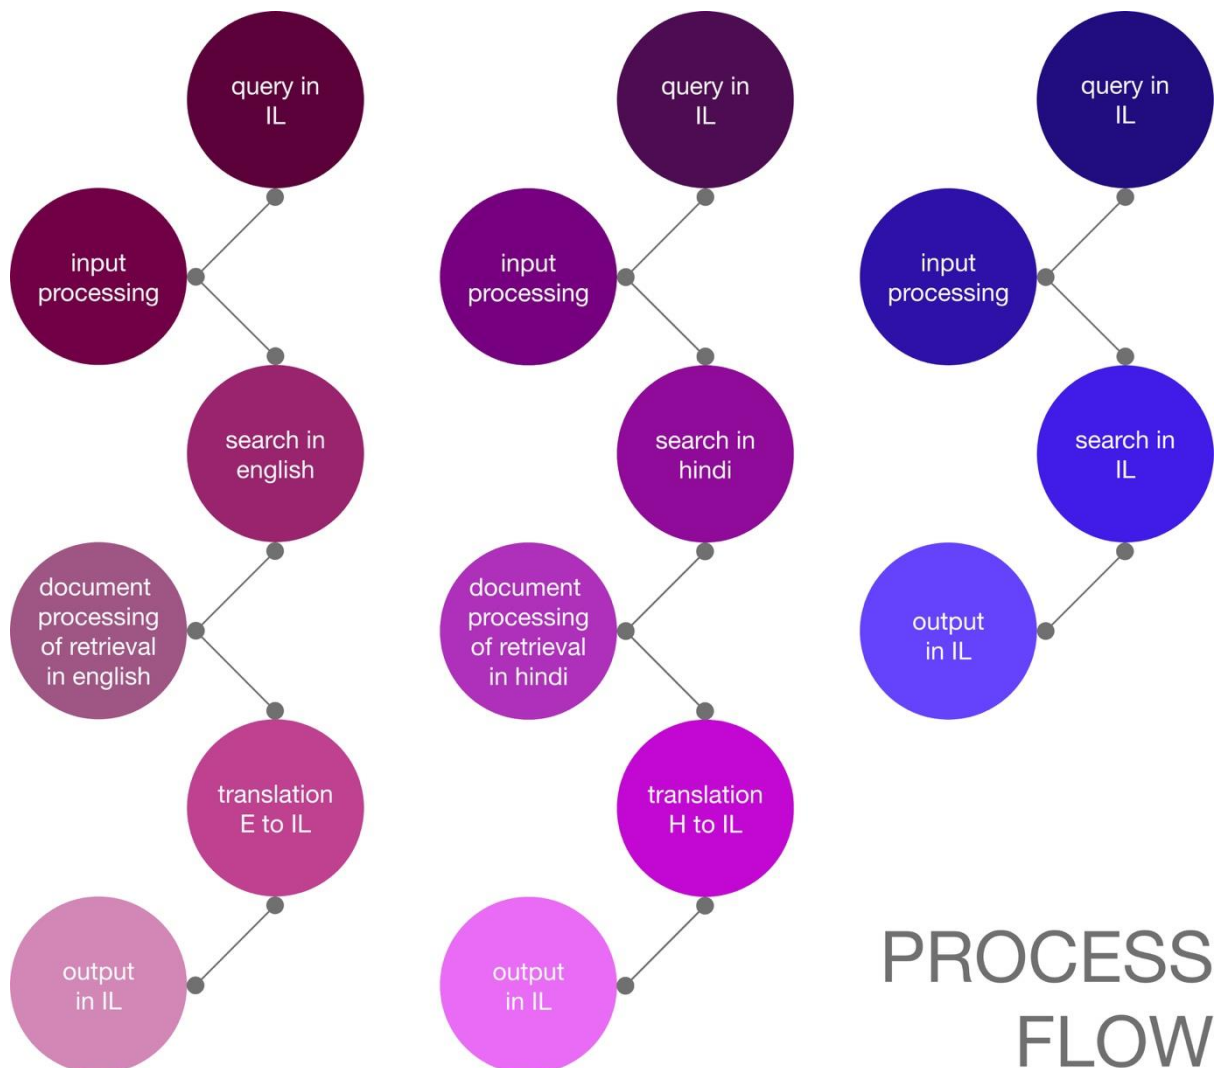 query in
IL
input
processing
search in
english
document
processing
of retrieval
in english
translation
E to IL
output
in IL
query in
IL
input
processing
search in
hindi
document
processing
of retrieval
in hindi
translation
H to IL
output
in IL
query in
IL
input
processing
search in
IL
output
in IL
PROCESS
FLOW